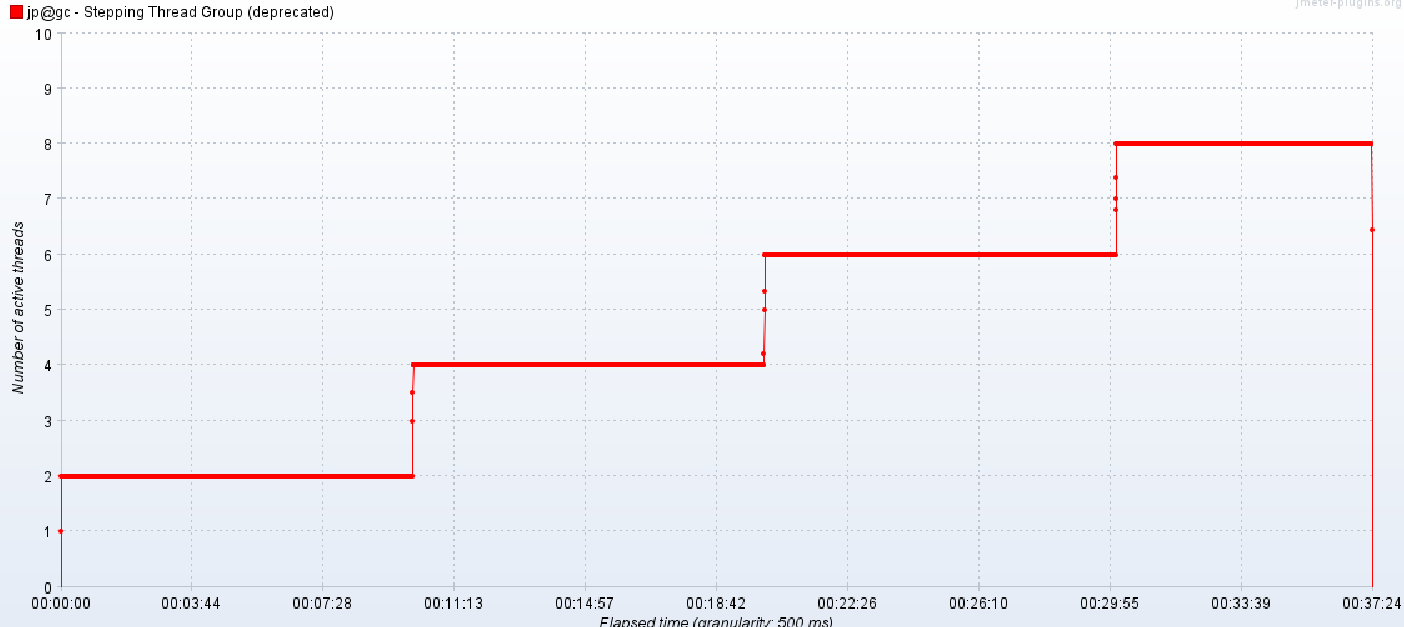 jp@gc - Stepping Thread Group (deprecated)
jmeter-plugins.org
10
9
8
7
6
5
4
3
2
1
0
Number of active threads
00:00:00 00:03:44 00:07:28 00:11:13 00:14:57 00:18:42 00:22:26 00:26:10 00:29:55 00:33:39 00:37:24
Elapsed time (granularity: 500 ms)